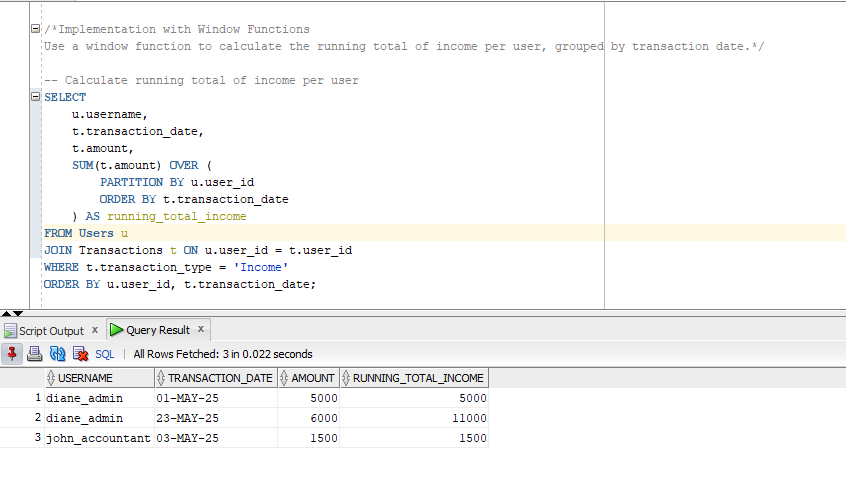 /*Implementation with Window Functions
Use a window function to calculate the running total of income per user, grouped by transaction date.*/
-- Calculate running total of income per user
SELECT
u.username,
t.transaction_date,
t.amount,
SUM(t.amount) OVER (
PARTITION BY u.user_id
ORDER BY t.transaction_date
) AS running_total_income
FROM Users u
JOIN Transactions t ON u.user_id = t.user_id
WHERE t.transaction_type = 'Income'
ORDER BY u.user_id, t.transaction_date;
Script Output x Query Result x
SQL | All Rows Fetched: 3 in 0.022 seconds
USERNAME TRANSACTION_DATE AMOUNT RUNNING_TOTAL_INCOME
1 diane_admin 01-MAY-25 5000 5000
2 diane_admin 23-MAY-25 6000 11000
3 john_accountant 03-MAY-25 1500 1500